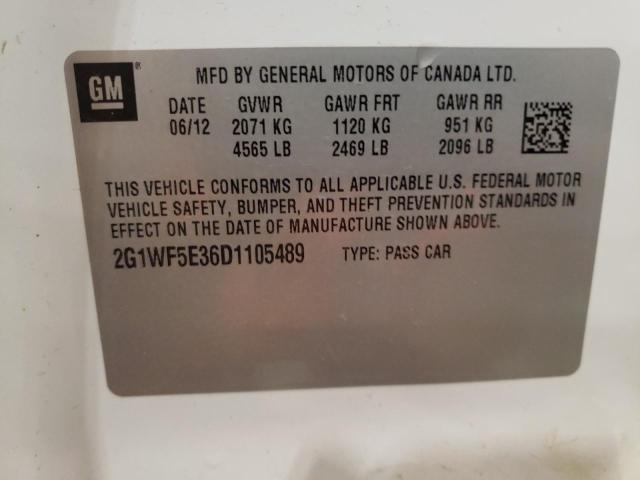 GM ®
MFD BY GENERAL MOTORS OF CANADA LTD.
DATE GVWR GAWR FRT GAWR RR
06/12 2071 KG 1120 KG 951 KG
4565 LB 2469 LB 2096 LB
THIS VEHICLE CONFORMS TO ALL APPLICABLE U.S. FEDERAL MOTOR
VEHICLE SAFETY, BUMPER, AND THEFT PREVENTION STANDARDS IN
EFFECT ON THE DATE OF MANUFACTURE SHOWN ABOVE.
2G1WF5E36D1105489 TYPE: PASS CAR